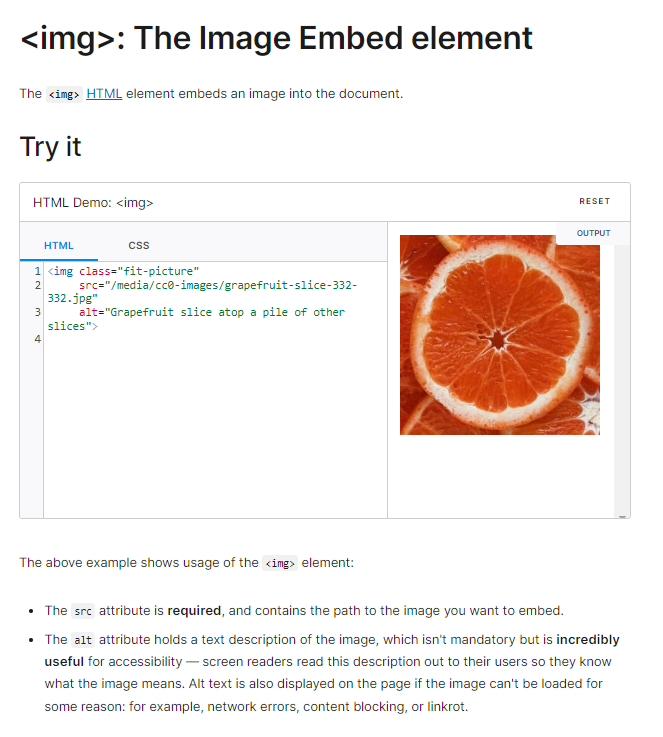 <img>: The Image Embed element
The <img> HTML element embeds an image into the document.
Try it
HTML Demo: <img>
RESET
HTML
CSS
OUTPUT
1 <img class="fit-picture"
2 src="/media/cc0-images/grapefruit-slice-332-
332.jpg"
3 alt="Grapefruit slice atop a pile of other
slices">
4
The above example shows usage of the <img> element:
• The src attribute is required, and contains the path to the image you want to embed.
• The alt attribute holds a text description of the image, which isn't mandatory but is incredibly
useful for accessibility — screen readers read this description out to their users so they know
what the image means. Alt text is also displayed on the page if the image can't be loaded for
some reason: for example, network errors, content blocking, or linkrot.